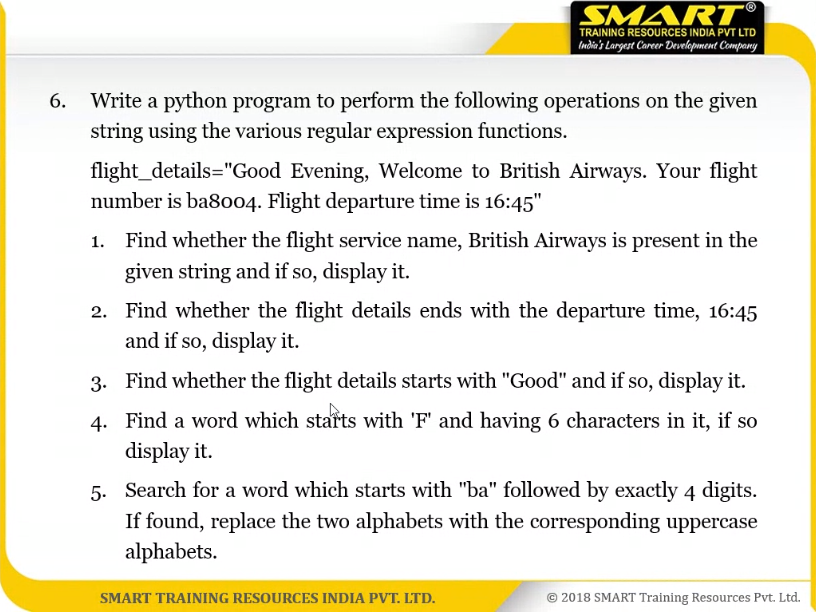 SMART®
TRAINING RESOURCES INDIA PVT LTD
India's Largest Career Development Company
6. Write a python program to perform the following operations on the given
string using the various regular expression functions.
flight_details="Good Evening, Welcome to British Airways. Your flight
number is ba8004. Flight departure time is 16:45"
1. Find whether the flight service name, British Airways is present in the
given string and if so, display it.
2. Find whether the flight details ends with the departure time, 16:45
and if so, display it.
3. Find whether the flight details starts with "Good" and if so, display it.
4. Find a word which starts with 'F' and having 6 characters in it, if so
display it.
5. Search for a word which starts with "ba" followed by exactly 4 digits.
If found, replace the two alphabets with the corresponding uppercase
alphabets.
SMART TRAINING RESOURCES INDIA PVT. LTD.
© 2018 SMART Training Resources Pvt. Ltd.